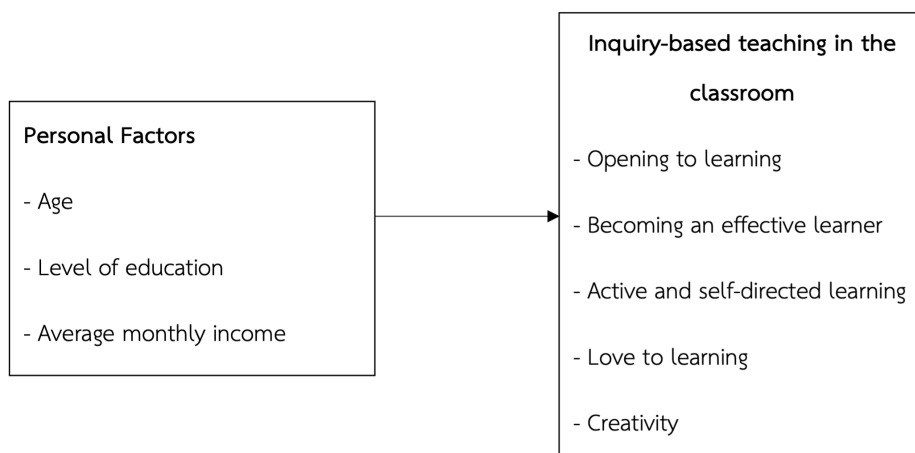 Personal Factors
- Age
- Level of education
- Average monthly income
Inquiry-based teaching in the
classroom
- Opening to learning
- Becoming an effective learner
- Active and self-directed learning
- Love to learning
- Creativity